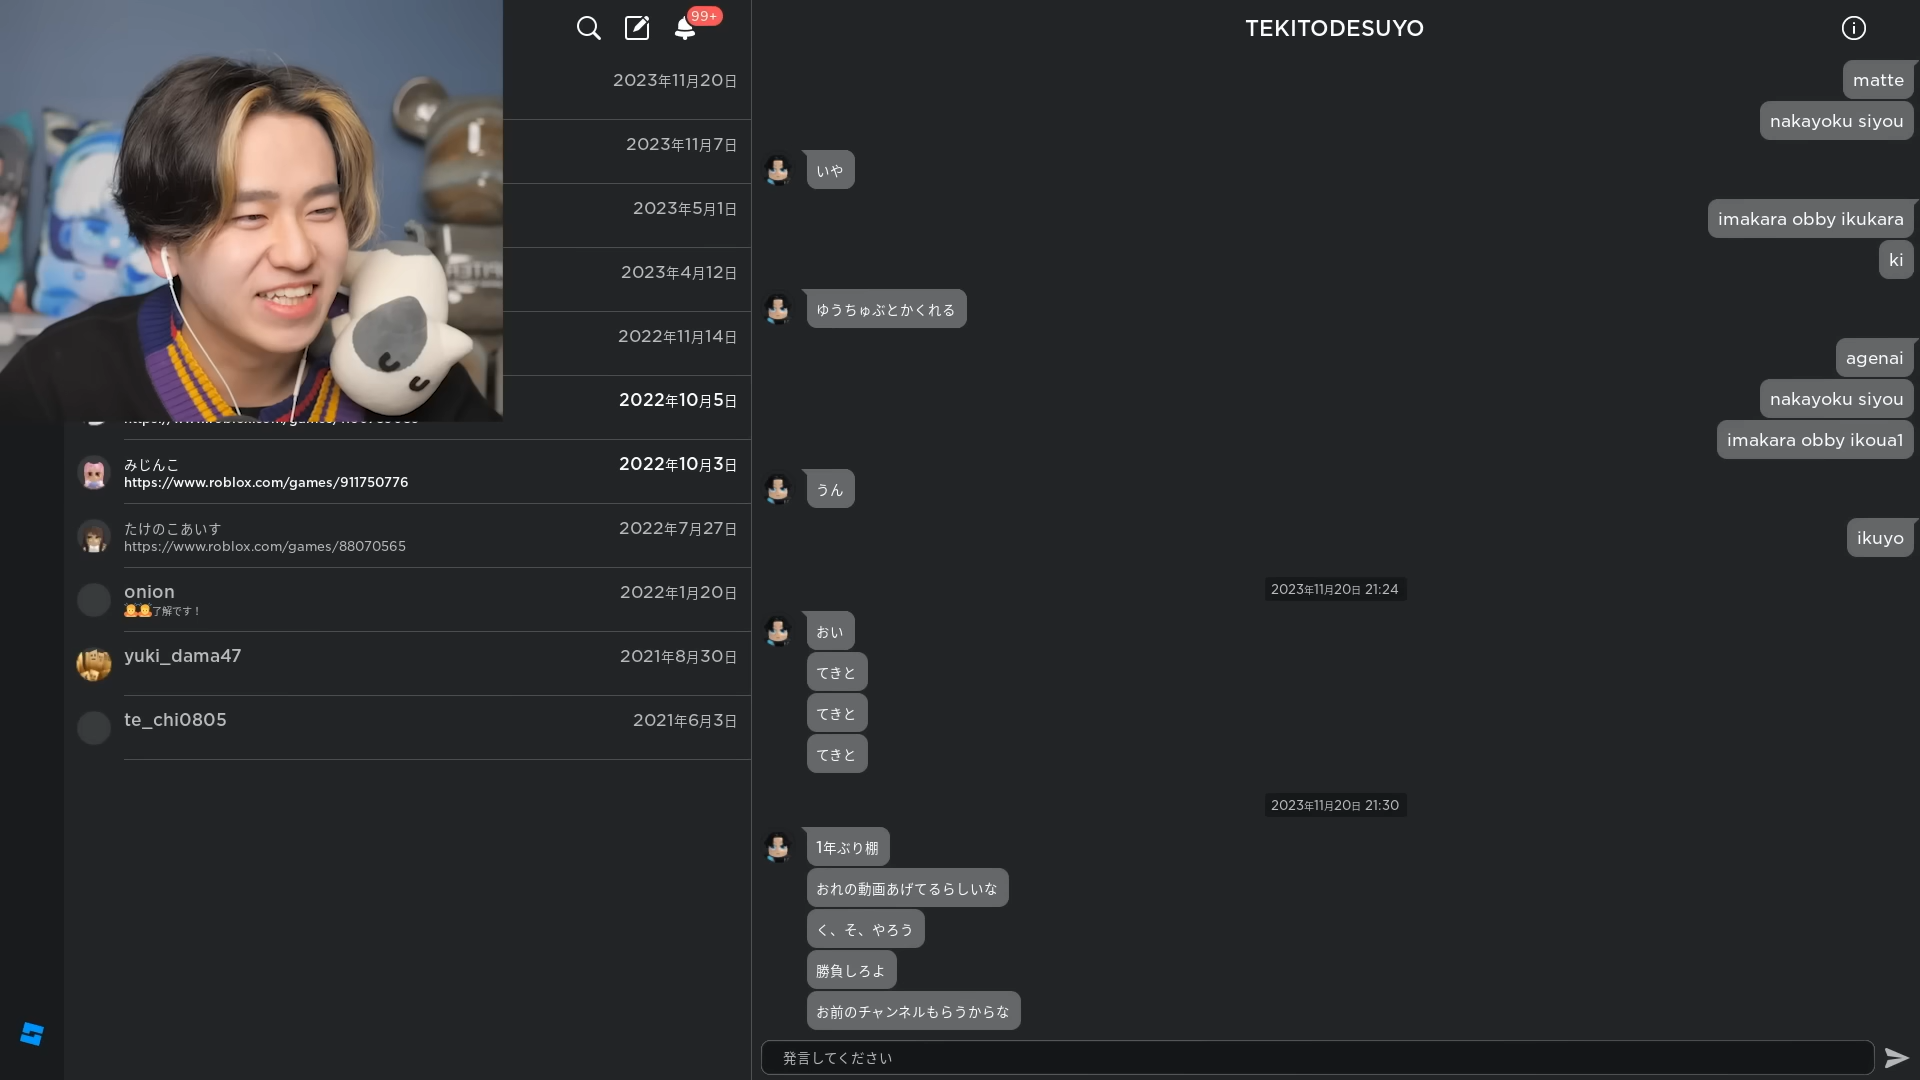 99+
2023年11月20日
2023年11月7日
2023年5月1日
2023年4月12日
2022年11月14日
2022年10月5日
みじんこ
2022年10月3日
https://www.roblox.com/games/911750776
たけのこあいす
2022年7月27日
https://www.roblox.com/games/88070565
onion
2022年1月20日
了解です！
yuki_dama47
2021年8月30日
te_chi0805
2021年6月3日
TEKITODESUYO
matte
nakayoku siyou
いや
imakara obby ikukara
ki
ゆうちゅぶとかくれる
agenai
nakayoku siyou
imakara obby ikoua1
うん
ikuyo
2023年11月20日 21:24
おい
てきと
てきと
てきと
2023年11月20日 21:30
1年ぶり棚
おれの動画あげてるらしいな
く、そ、やろう
勝負しろよ
お前のチャンネルもらうからな
発言してください